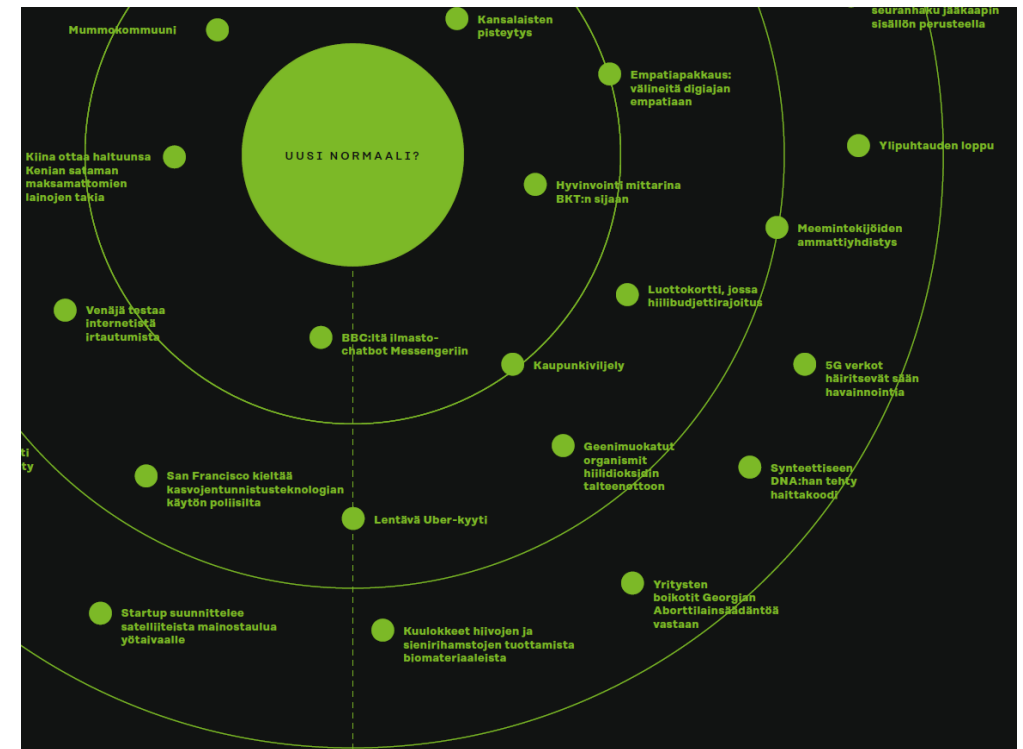 seuranhaku jääkaapin
sisällön perusteella
Kansalaisten
pisteytys
Mummokommuuni
Empatiapakkaus:
välineitä digiajan
empatiaan
Ylipuhtauden loppu
UUSI NORMAALI?
Kiina ottaa haltuunsa
Kenian sataman
maksamattomien
lainojen takia
Hyvinvointi mittarina
BKT:n sijaan
Meemintekijöiden
ammattiyhdistys
Luottokortti, jossa
hiilibudjettirajoitus
Venäjä testaa
internetistä
irtautumista
BBC:ltä ilmasto-
chatbot Messengeriin
Kaupunkiviljely
5G verkot
häiritsevät sään
havainnointia
ti
ty
Geenimuokatut
organismit
hiilidioksidin
talteenottoon
San Francisco kieltää
kasvojentunnistusteknologian
käytön poliisilta
Synteettiseen
DNA:han tehty
haittakoodi
Lentävä Uber-kyyti
Yritysten
boikotit Georgian
Aborttilainsäädäntöä
vastaan
Startup suunnittelee
satelliiteista mainostaulua
yötaivaalle
Kuulokkeet hiivojen ja
sienirihamstojen tuottamista
biomateriaaleista